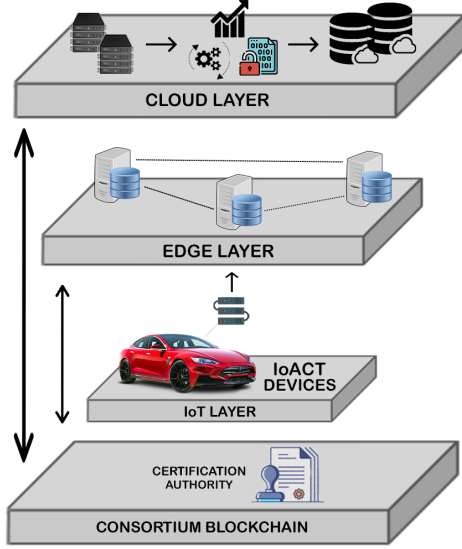 CLOUD LAYER
EDGE LAYER
IoACT
DEVICES
IoT LAYER
CERTIFICATION
AUTHORITY
CONSORTIUM BLOCKCHAIN